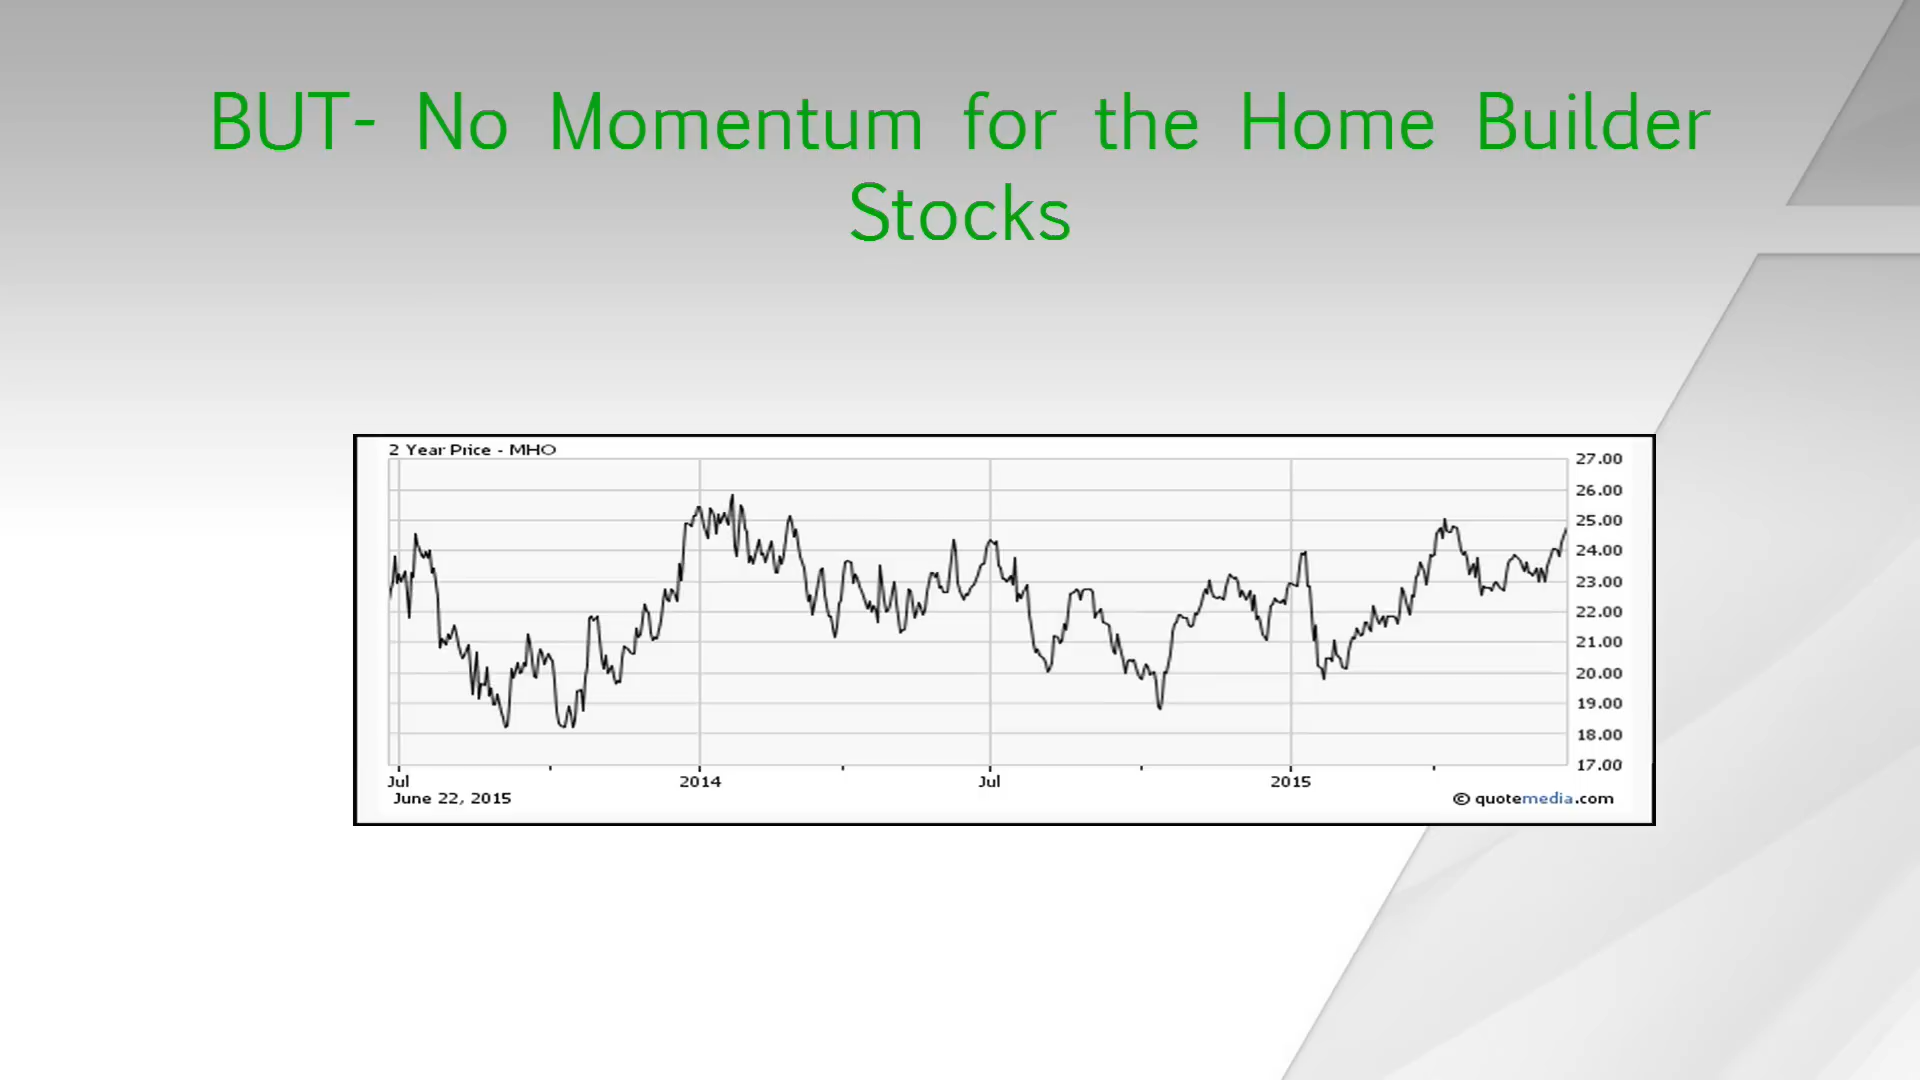 BUT- No Momentum for the Home Builder
Stocks
2 Year Price - MHO
27.00
26.00
25.00
24.00
23.00
22.00
21.00
20.00
19.00
18.00
17.00
Jul 2014 Jul 2015
June 22, 2015 © quotemedia.com